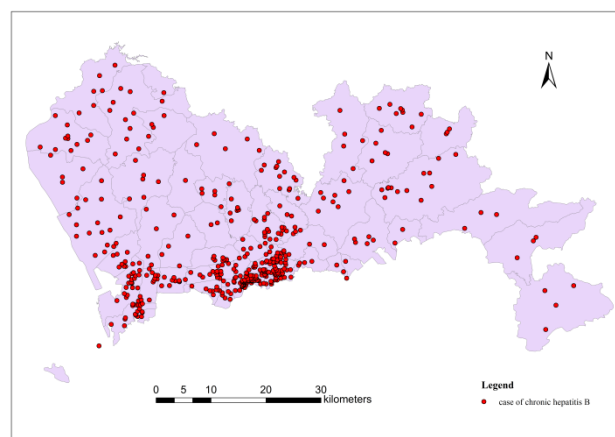 N
0 5 10 20 30
kilometers
Legend
case of chronic hepatitis B